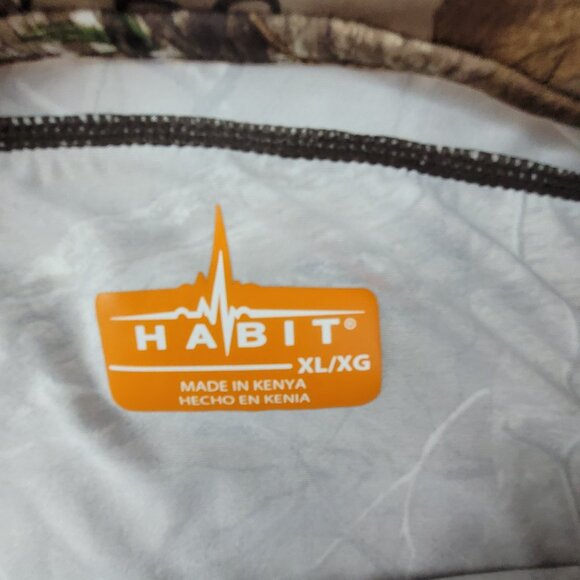 HABIT®
XL/XG
MADE IN KENYA
HECHO EN KENIA